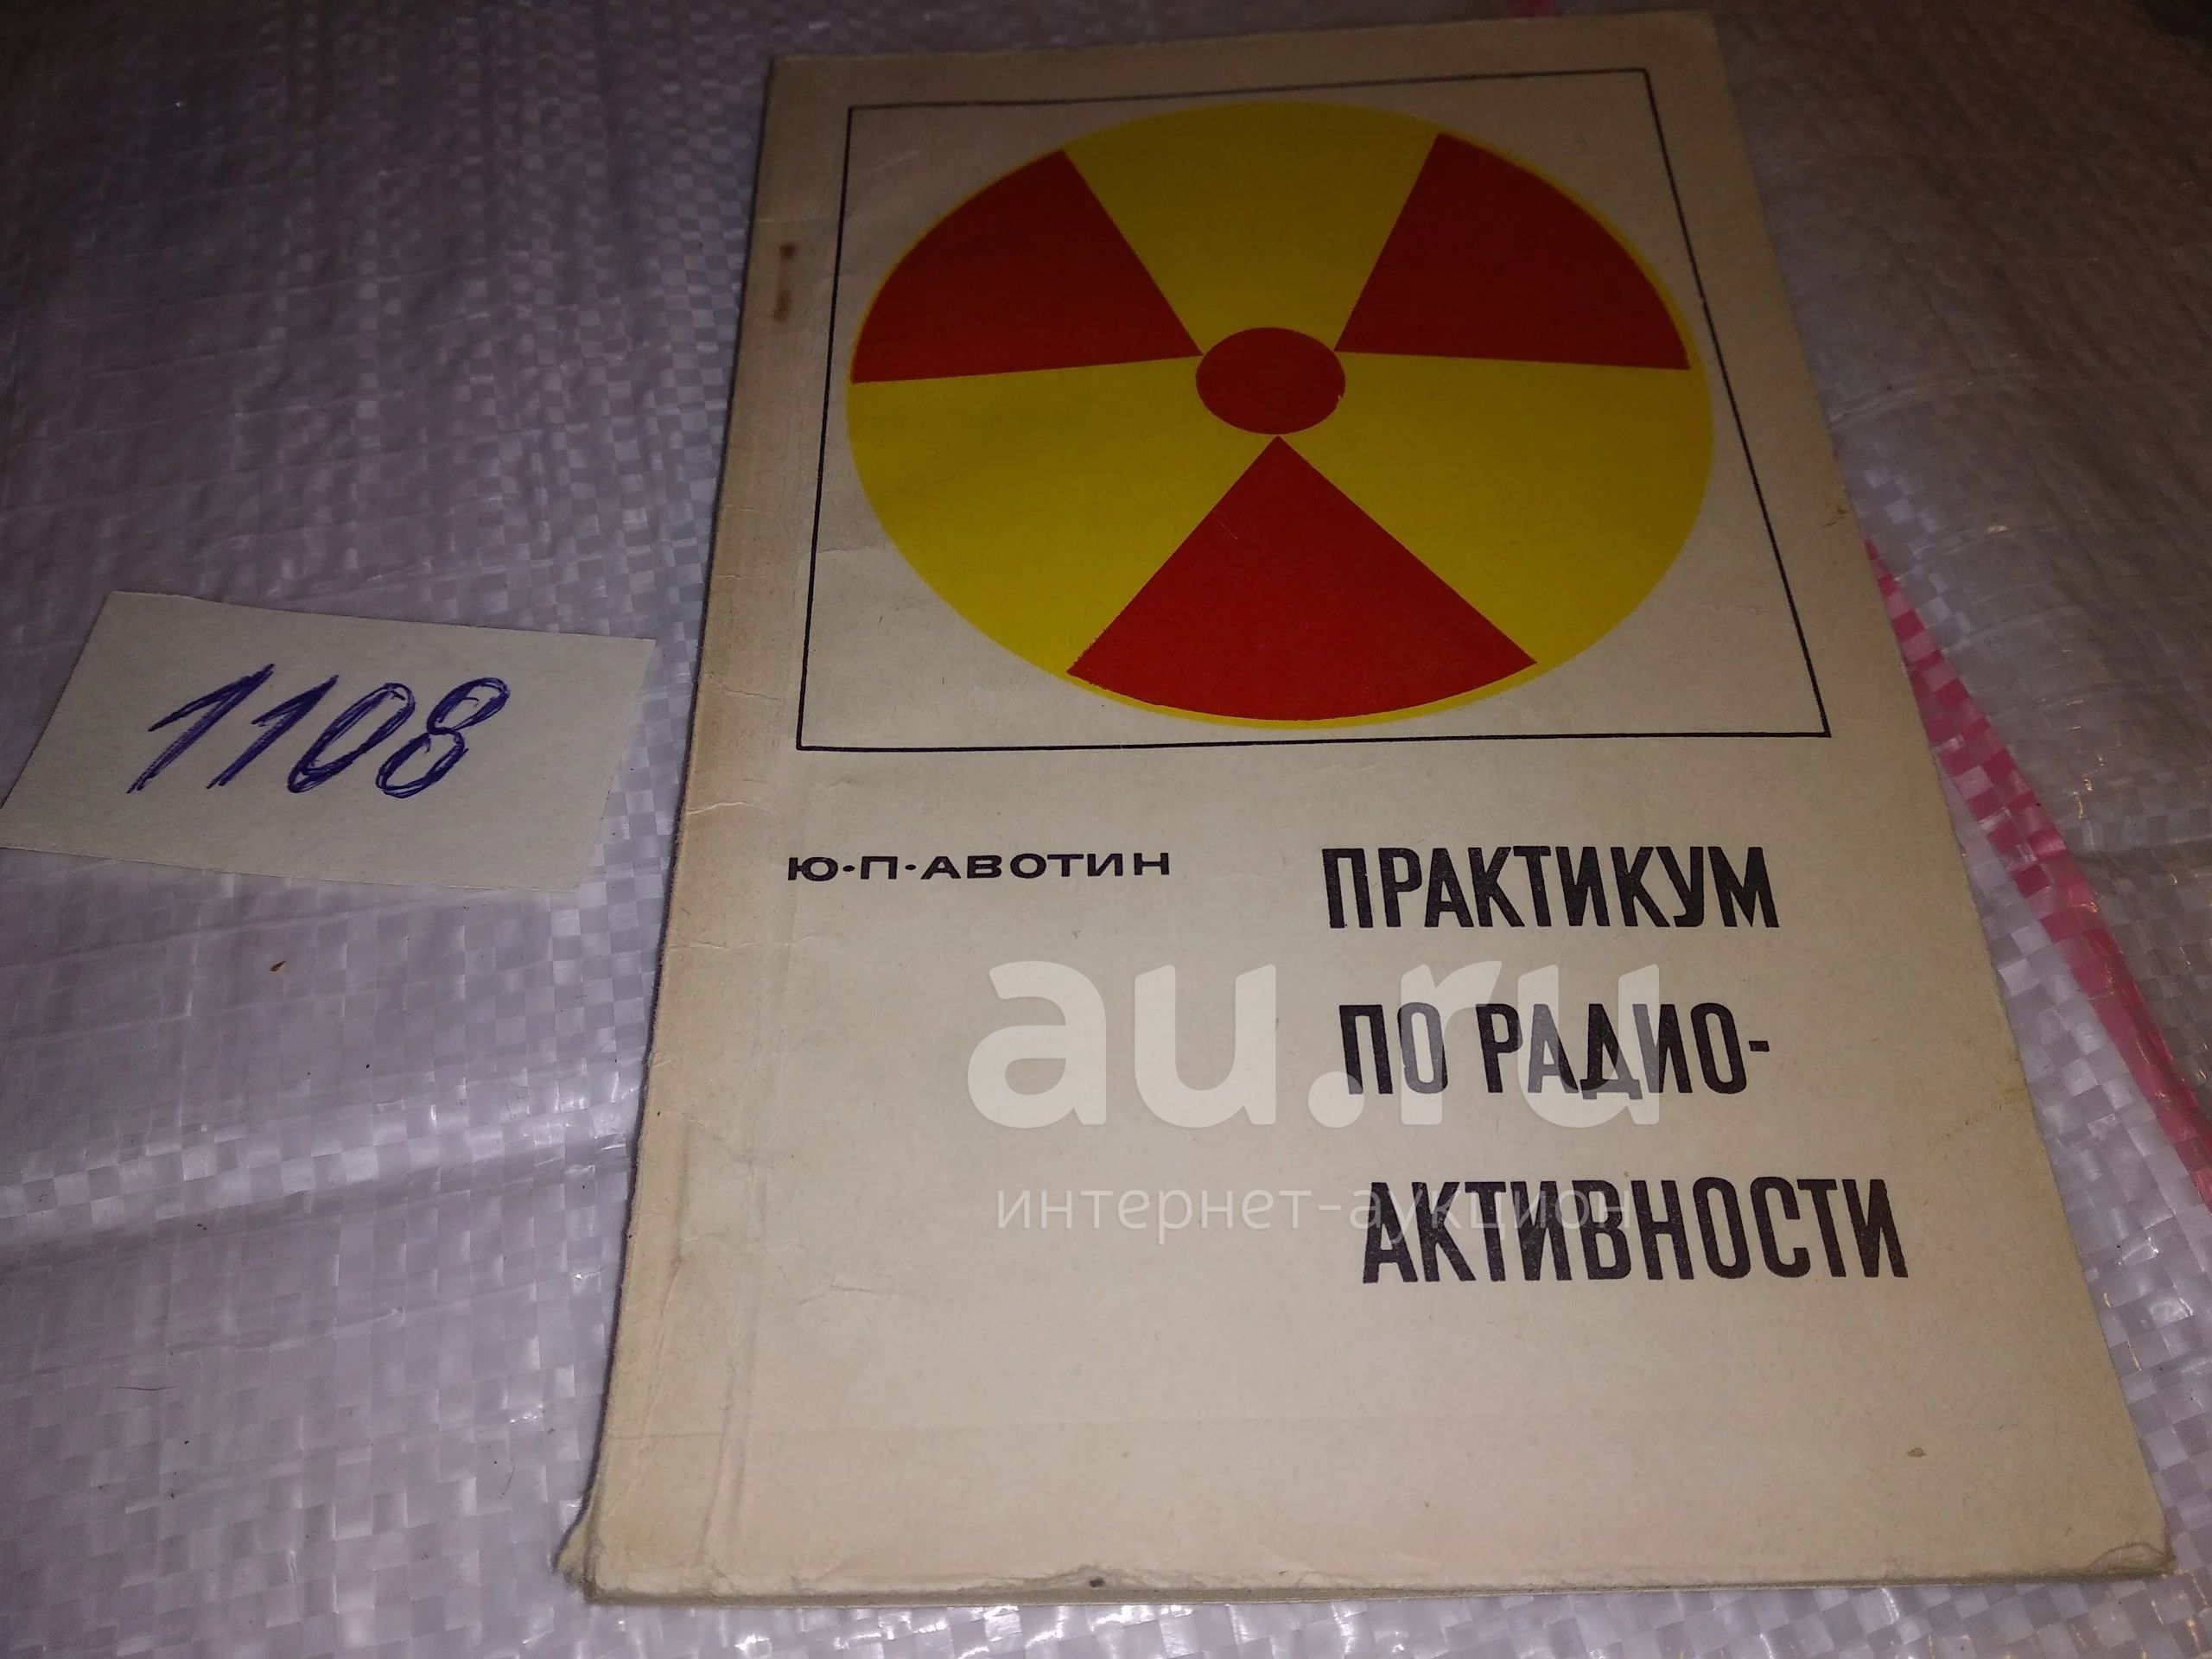 1108
Ю·П·АВОТИН
ПРАКТИКУМ
ПО РАДИО-
АКТИВНОСТИ
au.ru
интернет-аукцион